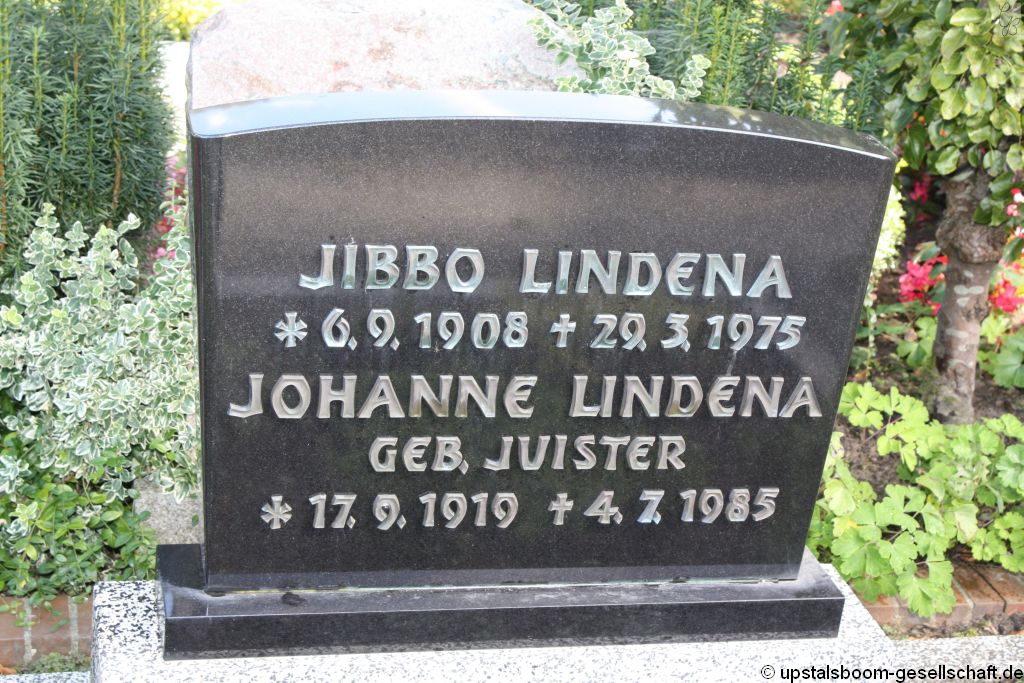 JIBBO LINDENA
* 6. 9. 1908 † 29. 3. 1975
JOHANNE LINDENA
GEB. JUISTER
* 17. 9. 1919 † 4. 7. 1985
© upstalsboom-gesellschaft.de